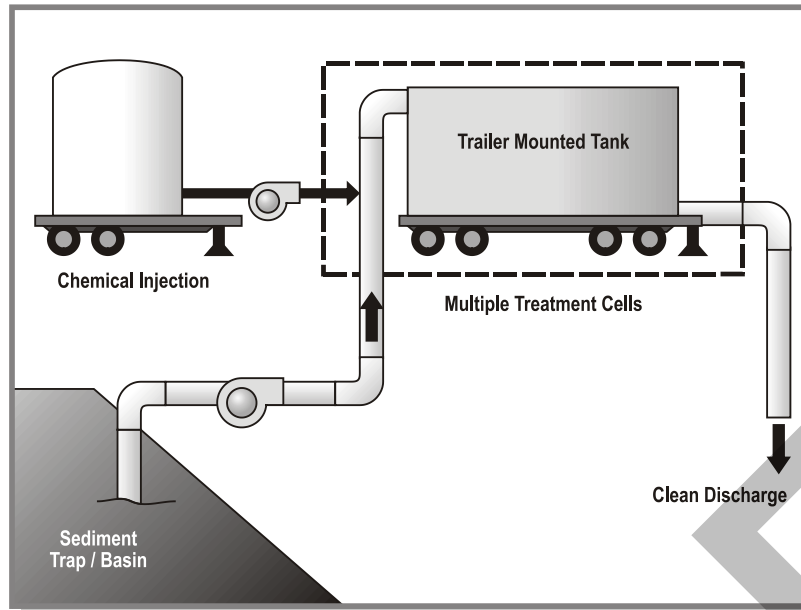 Trailer Mounted Tank
Chemical Injection
Multiple Treatment Cells
Clean Discharge
Sediment
Trap / Basin